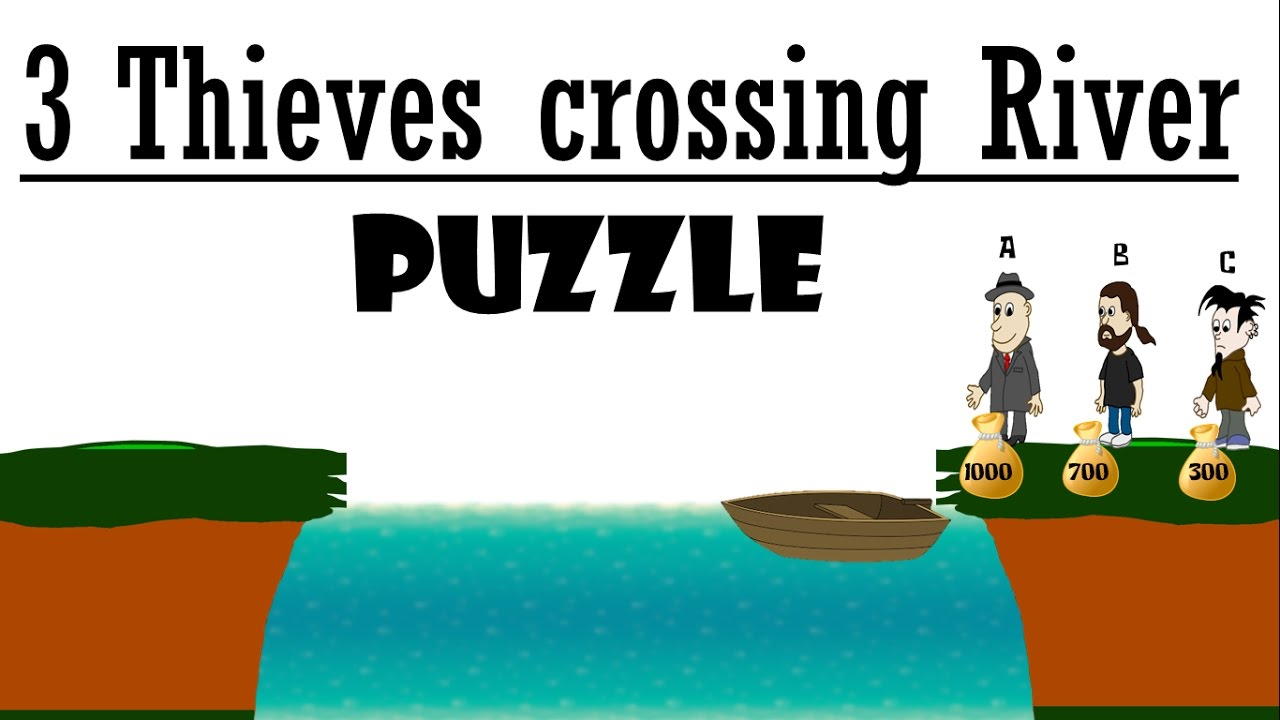 3 Thieves crossing River
PUZZLE
A B C
1000 700 300